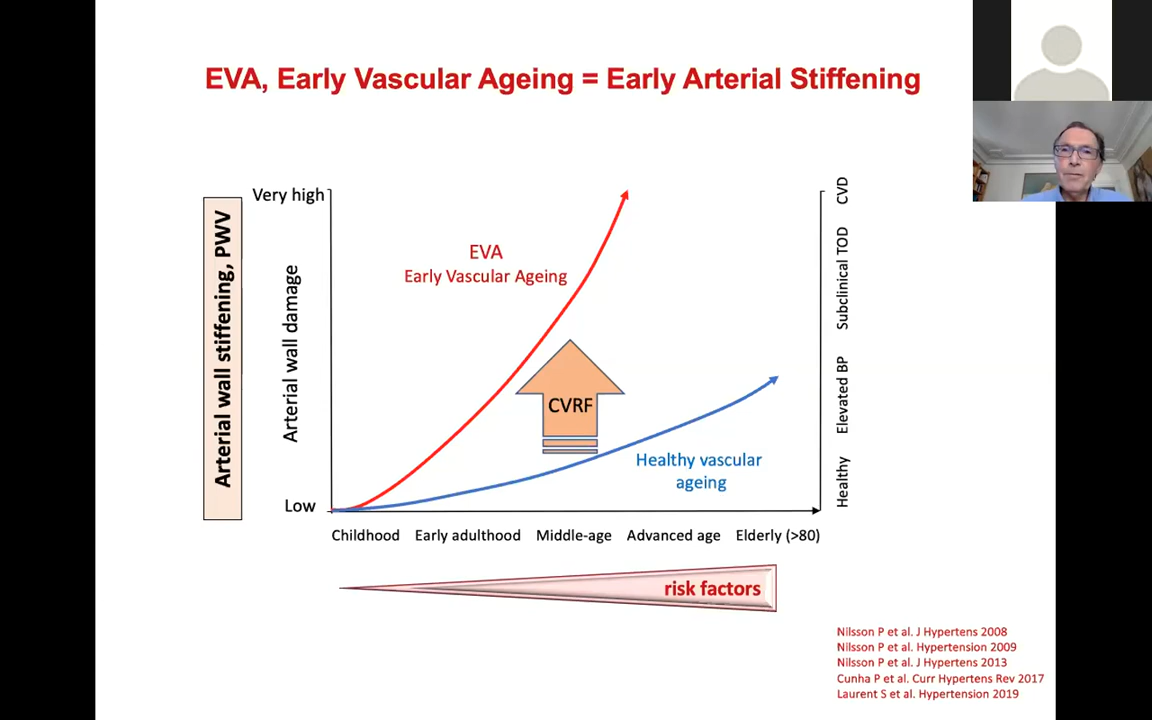 EVA, Early Vascular Ageing = Early Arterial Stiffening
Arterial wall stiffening, PWV
Arterial wall damage
Very high
Low
EVA
Early Vascular Ageing
CVRF
Healthy vascular
ageing
CVD
Subclinical TOD
Elevated BP
Healthy
Childhood
Early adulthood
Middle-age
Advanced age
Elderly (>80)
risk factors
Nilsson P et al. J Hypertens 2008
Nilsson P et al. Hypertension 2009
Nilsson P et al. J Hypertens 2013
Cunha P et al. Curr Hypertens Rev 2017
Laurent S et al. Hypertension 2019